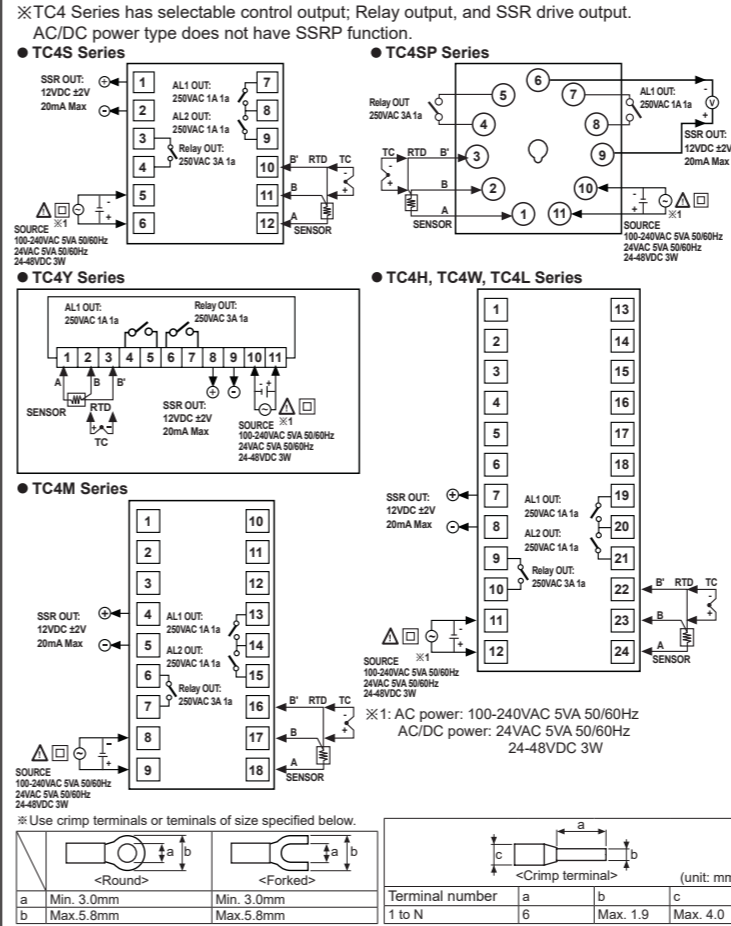 ※TC4 Series has selectable control output; Relay output, and SSR drive output.
AC/DC power type does not have SSRP function.
● TC4S Series
SSR OUT:
12VDC ±2V
20mA Max
1
2
3
4
5
6
AL1 OUT:
250VAC 1A 1a
AL2 OUT:
250VAC 1A 1a
Relay OUT:
250VAC 3A 1a
7
8
9
10
11
12
B' RTD TC
B
A
SENSOR
※1
SOURCE
100-240VAC 5VA 50/60Hz
24VAC 5VA 50/60Hz
24-48VDC 3W
● TC4SP Series
Relay OUT
250VAC 3A 1a
5
4
6
7
8
AL1 OUT:
250VAC 1A 1a
V
SSR OUT:
12VDC ±2V
20mA Max
9
TC RTD B'
3
B
2
A
1
SENSOR
10
11
※1
SOURCE
100-240VAC 5VA 50/60Hz
24VAC 5VA 50/60Hz
24-48VDC 3W
● TC4Y Series
AL1 OUT:
250VAC 1A 1a
Relay OUT:
250VAC 3A 1a
1 2 3 4 5 6 7 8 9 10 11
A B B'
SENSOR
RTD
TC
SSR OUT:
12VDC ±2V
20mA Max
SOURCE ※1
100-240VAC 5VA 50/60Hz
24VAC 5VA 50/60Hz
24-48VDC 3W
● TC4H, TC4W, TC4L Series
1
2
3
4
5
6
7
8
9
10
11
12
13
14
15
16
17
18
19
20
21
22
23
24
SSR OUT:
12VDC ±2V
20mA Max
AL1 OUT:
250VAC 1A 1a
AL2 OUT:
250VAC 1A 1a
Relay OUT:
250VAC 3A 1a
B' RTD TC
B
A
SENSOR
※1
SOURCE
100-240VAC 5VA 50/60Hz
24VAC 5VA 50/60Hz
24-48VDC 3W
※1: AC power: 100-240VAC 5VA 50/60Hz
AC/DC power: 24VAC 5VA 50/60Hz
24-48VDC 3W
● TC4M Series
1
2
3
4
5
6
7
8
9
10
11
12
13
14
15
16
17
18
SSR OUT:
12VDC ±2V
20mA Max
AL1 OUT:
250VAC 1A 1a
AL2 OUT:
250VAC 1A 1a
Relay OUT:
250VAC 3A 1a
B' RTD TC
B
A
SENSOR
※1
SOURCE
100-240VAC 5VA 50/60Hz
24VAC 5VA 50/60Hz
24-48VDC 3W
※Use crimp terminals or teminals of size specified below.
a b
a b
<Round> <Forked>
a Min. 3.0mm Min. 3.0mm
b Max.5.8mm Max.5.8mm
a
c b
<Crimp terminal> (unit: mm
Terminal number a b c
1 to N 6 Max. 1.9 Max. 4.0